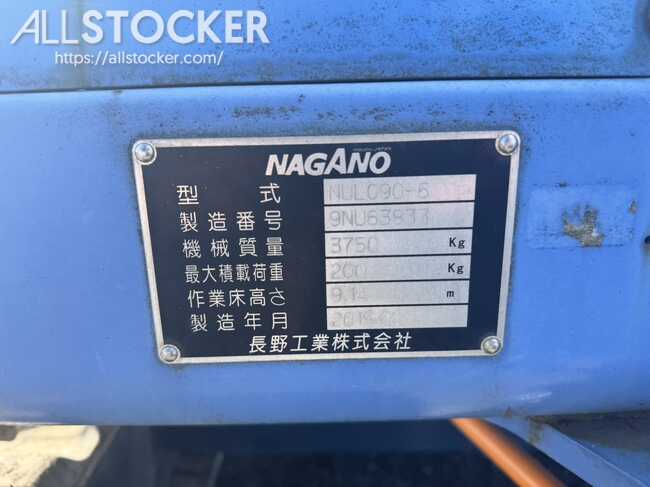 ALLSTOCKER
https://allstocker.com/
NAGANO
型式 NUL090-6
製造番号 9NU63833
機械質量 3750 Kg
最大積載荷重 200 Kg
作業床高さ 9.14 m
製造年月
長野工業株式会社